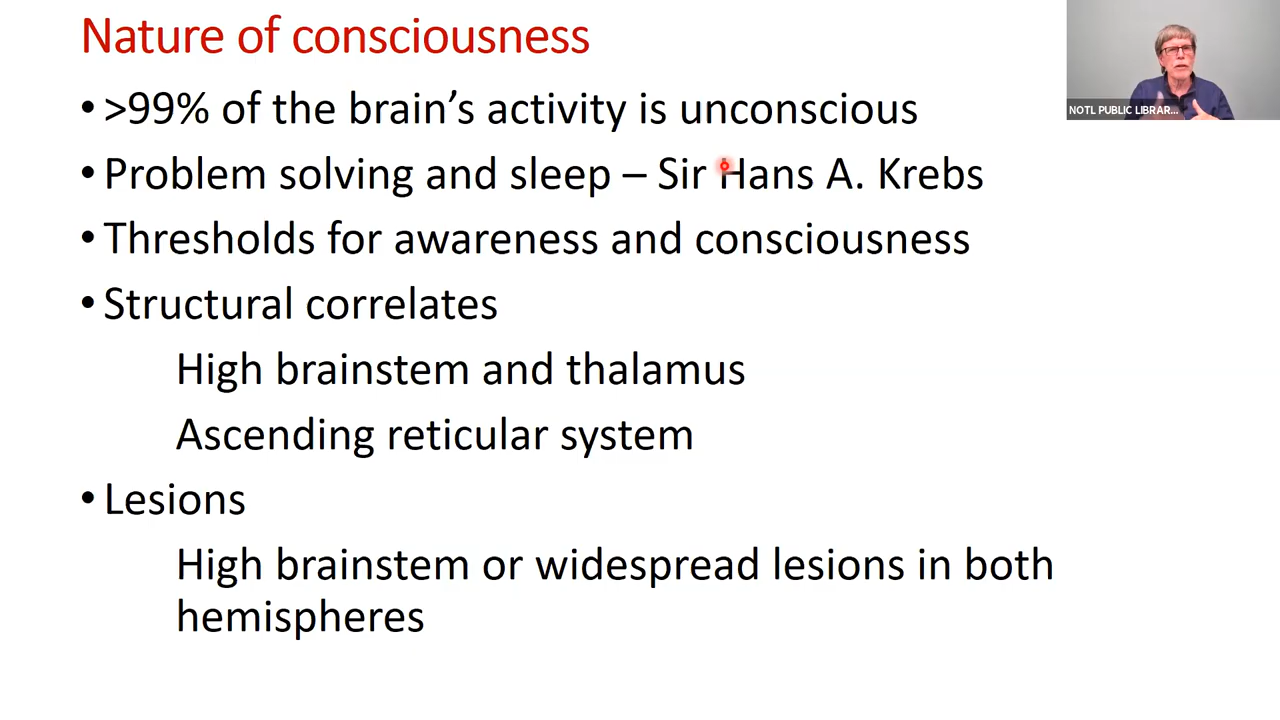 Nature of consciousness
• >99% of the brain’s activity is unconscious
• Problem solving and sleep – Sir Hans A. Krebs
• Thresholds for awareness and consciousness
• Structural correlates
High brainstem and thalamus
Ascending reticular system
• Lesions
High brainstem or widespread lesions in both
hemispheres
NOTL PUBLIC LIBRAR...